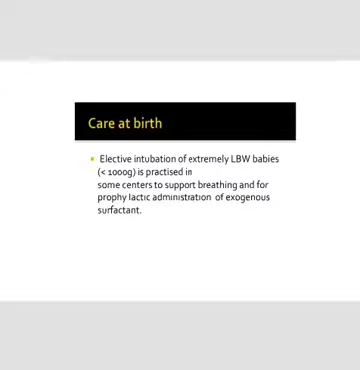 Care at birth
Elective intubation of extremely LBW babies
(< 1000g) is practised in
some centers to support breathing and for
prophy lactic administration of exogenous
surfactant.